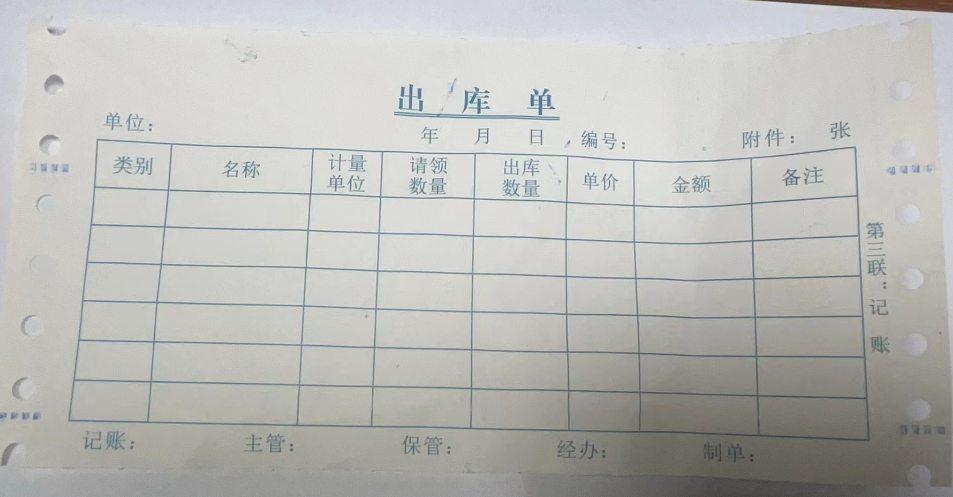 出库单
单位： 年 月 日 编号： 附件： 张
类别 名称 计量单位 请领数量 出库数量 单价 金额 备注
第三联：记账
记账： 主管： 保管： 经办： 制单：